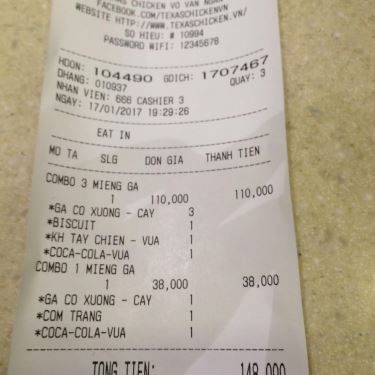 CHICKEN VO VAN NGAN
FACEBOOK.COM/TEXASCHICKENVN
WEBSITE HTTP://WWW.TEXASCHICKEN.VN/
SO HIEU: # 10994
PASSWORD WIFI: 12345678
HDON: 104490 GDICH: 1707467
DHANG: 010937 QUAY: 3
NHAN VIEN: 666 CASHIER 3
NGAY: 17/01/2017 19:29:26
EAT IN
MO TA SLG DON GIA THANH TIEN
COMBO 3 MIENG GA
1 110,000 110,000
*GA CO XUONG - CAY 3
*BISCUIT 1
*KH TAY CHIEN - VUA 1
*COCA-COLA-VUA 1
COMBO 1 MIENG GA
1 38,000 38,000
*GA CO XUONG - CAY 1
*COM TRANG 1
*COCA-COLA-VUA 1
TONG TIEN: 148,000